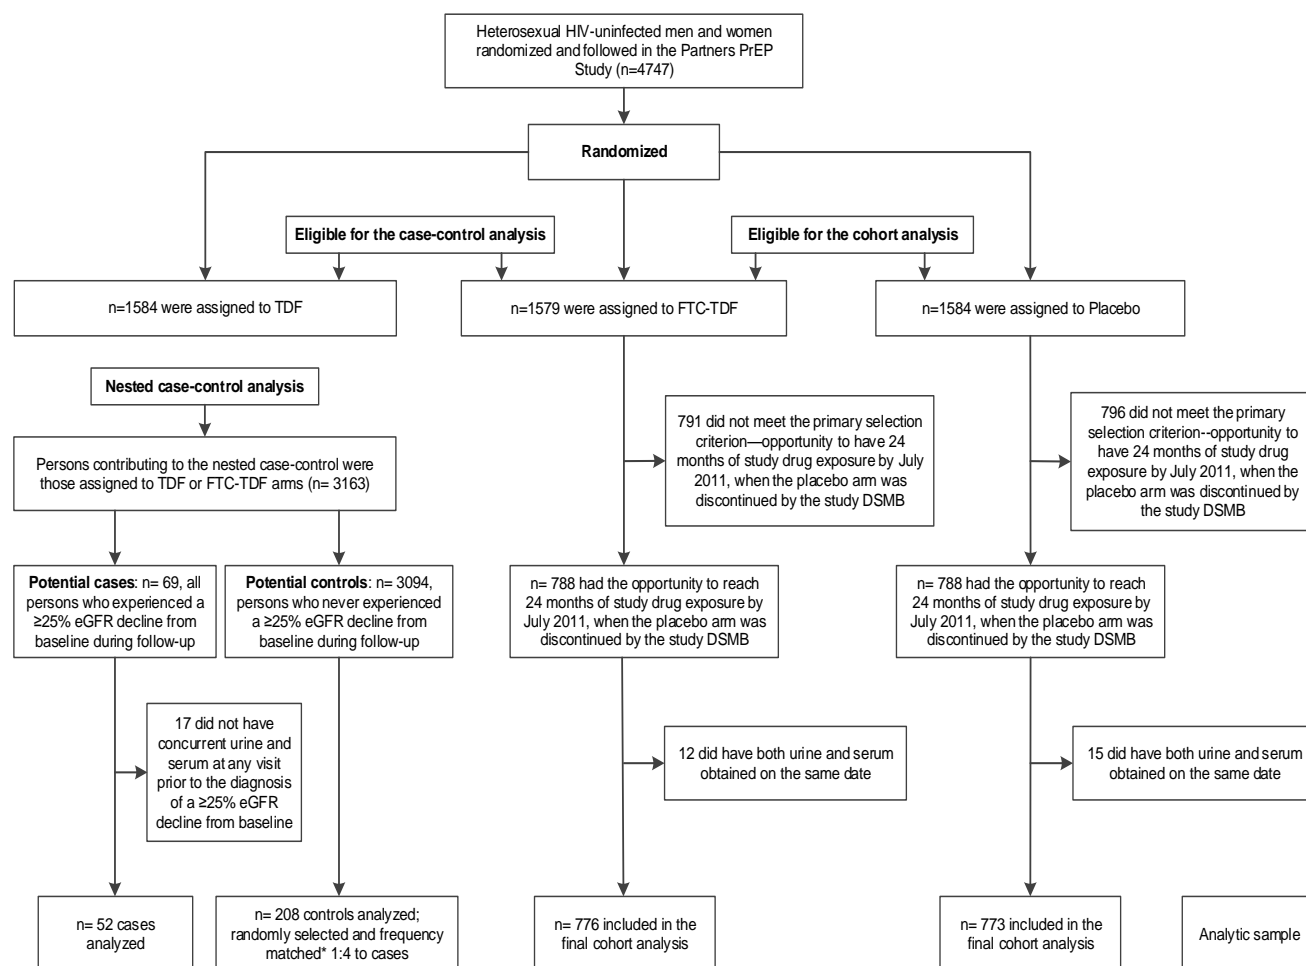 Heterosexual HIV-uninfected men and women
randomized and followed in the Partners PrEP
Study (n=4747)
Randomized
Eligible for the case-control analysis
Eligible for the cohort analysis
n=1584 were assigned to TDF
n=1579 were assigned to FTC-TDF
n=1584 were assigned to Placebo
Nested case-control analysis
Persons contributing to the nested case-control were
those assigned to TDF or FTC-TDF arms (n= 3163)
791 did not meet the primary selection
criterion—opportunity to have 24
months of study drug exposure by July
2011, when the placebo arm was
discontinued by the study DSMB
796 did not meet the primary
selection criterion--opportunity to
have 24 months of study drug
exposure by July 2011, when the
placebo arm was discontinued by
the study DSMB
Potential cases: n= 69, all
persons who experienced a
≥25% eGFR decline from
baseline during follow-up
Potential controls: n= 3094,
persons who never experienced
a ≥25% eGFR decline from
baseline during follow-up
n= 788 had the opportunity to reach
24 months of study drug exposure by
July 2011, when the placebo arm was
discontinued by the study DSMB
n= 788 had the opportunity to reach
24 months of study drug exposure by
July 2011, when the placebo arm was
discontinued by the study DSMB
17 did not have
concurrent urine and
serum at any visit
prior to the diagnosis
of a ≥25% eGFR
decline from baseline
12 did have both urine and serum
obtained on the same date
15 did have both urine and serum
obtained on the same date
n= 52 cases
analyzed
n= 208 controls analyzed;
randomly selected and frequency
matched* 1:4 to cases
n= 776 included in the
final cohort analysis
n= 773 included in the
final cohort analysis
Analytic sample